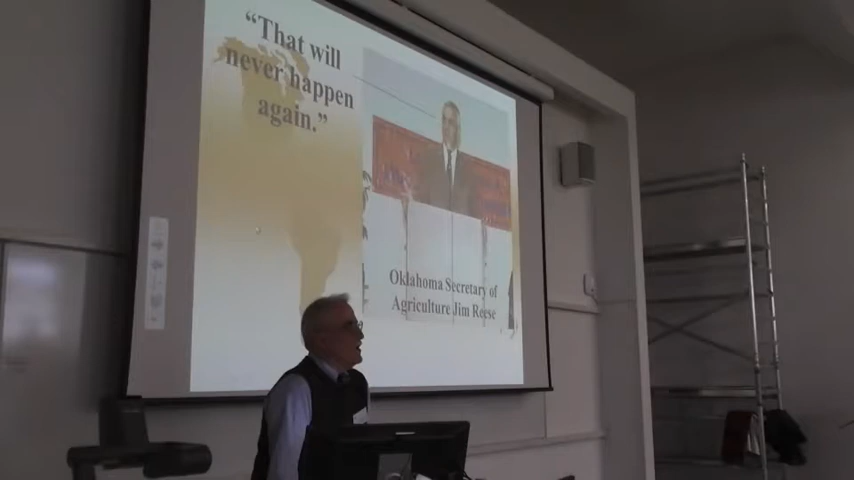 “That will
never happen
again.”
Oklahoma Secretary of
Agriculture Jim Reese